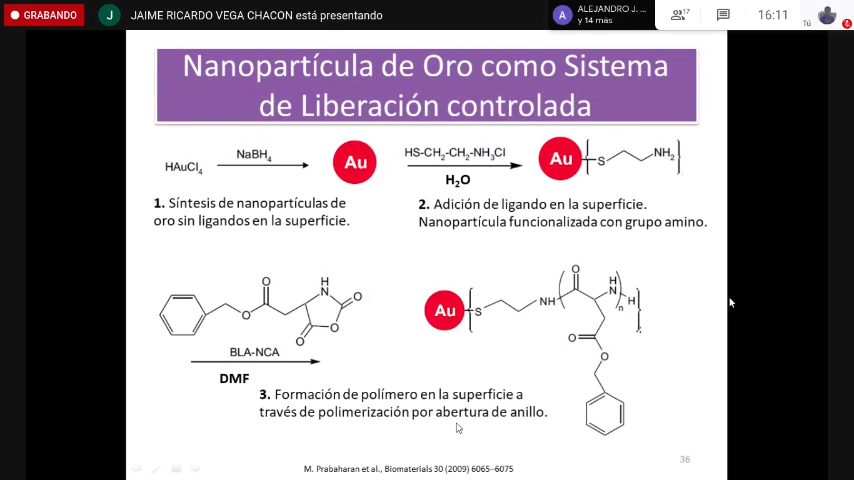 GRABANDO
J
JAIME RICARDO VEGA CHACON está presentando
A
ALEJANDRO J. ...
y 14 más
17
16:11
Tú
Nanopartícula de Oro como Sistema
de Liberación controlada
HAuCl4
NaBH4
Au
HS-CH2-CH2-NH3Cl
H2O
Au
S
NH2
1. Síntesis de nanopartículas de
oro sin ligandos en la superficie.
2. Adición de ligando en la superficie.
Nanopartícula funcionalizada con grupo amino.
O
O
H
N
O
O
O
BLA-NCA
DMF
Au
S
NH
O
H
N
n
H
O
O
3. Formación de polímero en la superficie a
través de polimerización por abertura de anillo.
36
M. Prabaharan et al., Biomaterials 30 (2009) 6065–6075